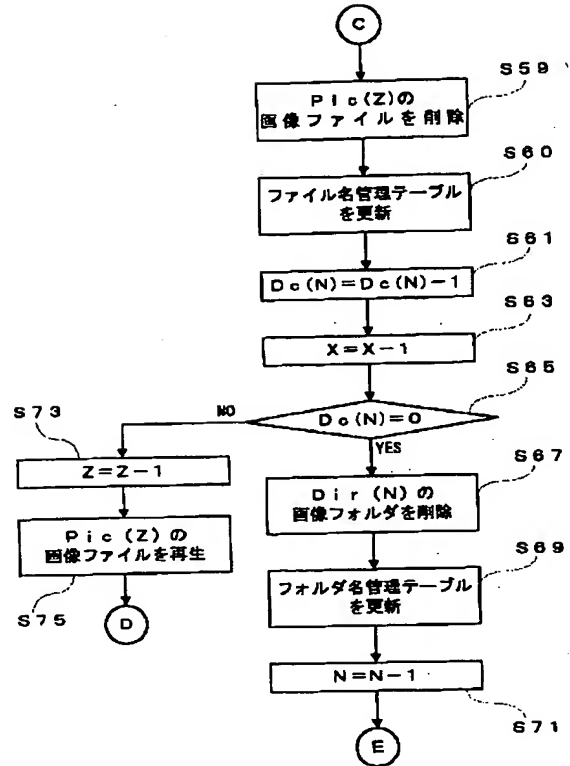 C
S59
Pic(Z)の
画像ファイルを削除
S60
ファイル名管理テーブル
を更新
S61
Dc(N)=Dc(N)-1
S63
X=X-1
S65
Dc(N)=0
NO
YES
S73
Z=Z-1
S67
Dir(N)の
画像フォルダを削除
Pic(Z)の
画像ファイルを再生
S75
D
S69
フォルダ名管理テーブル
を更新
N=N-1
S71
E